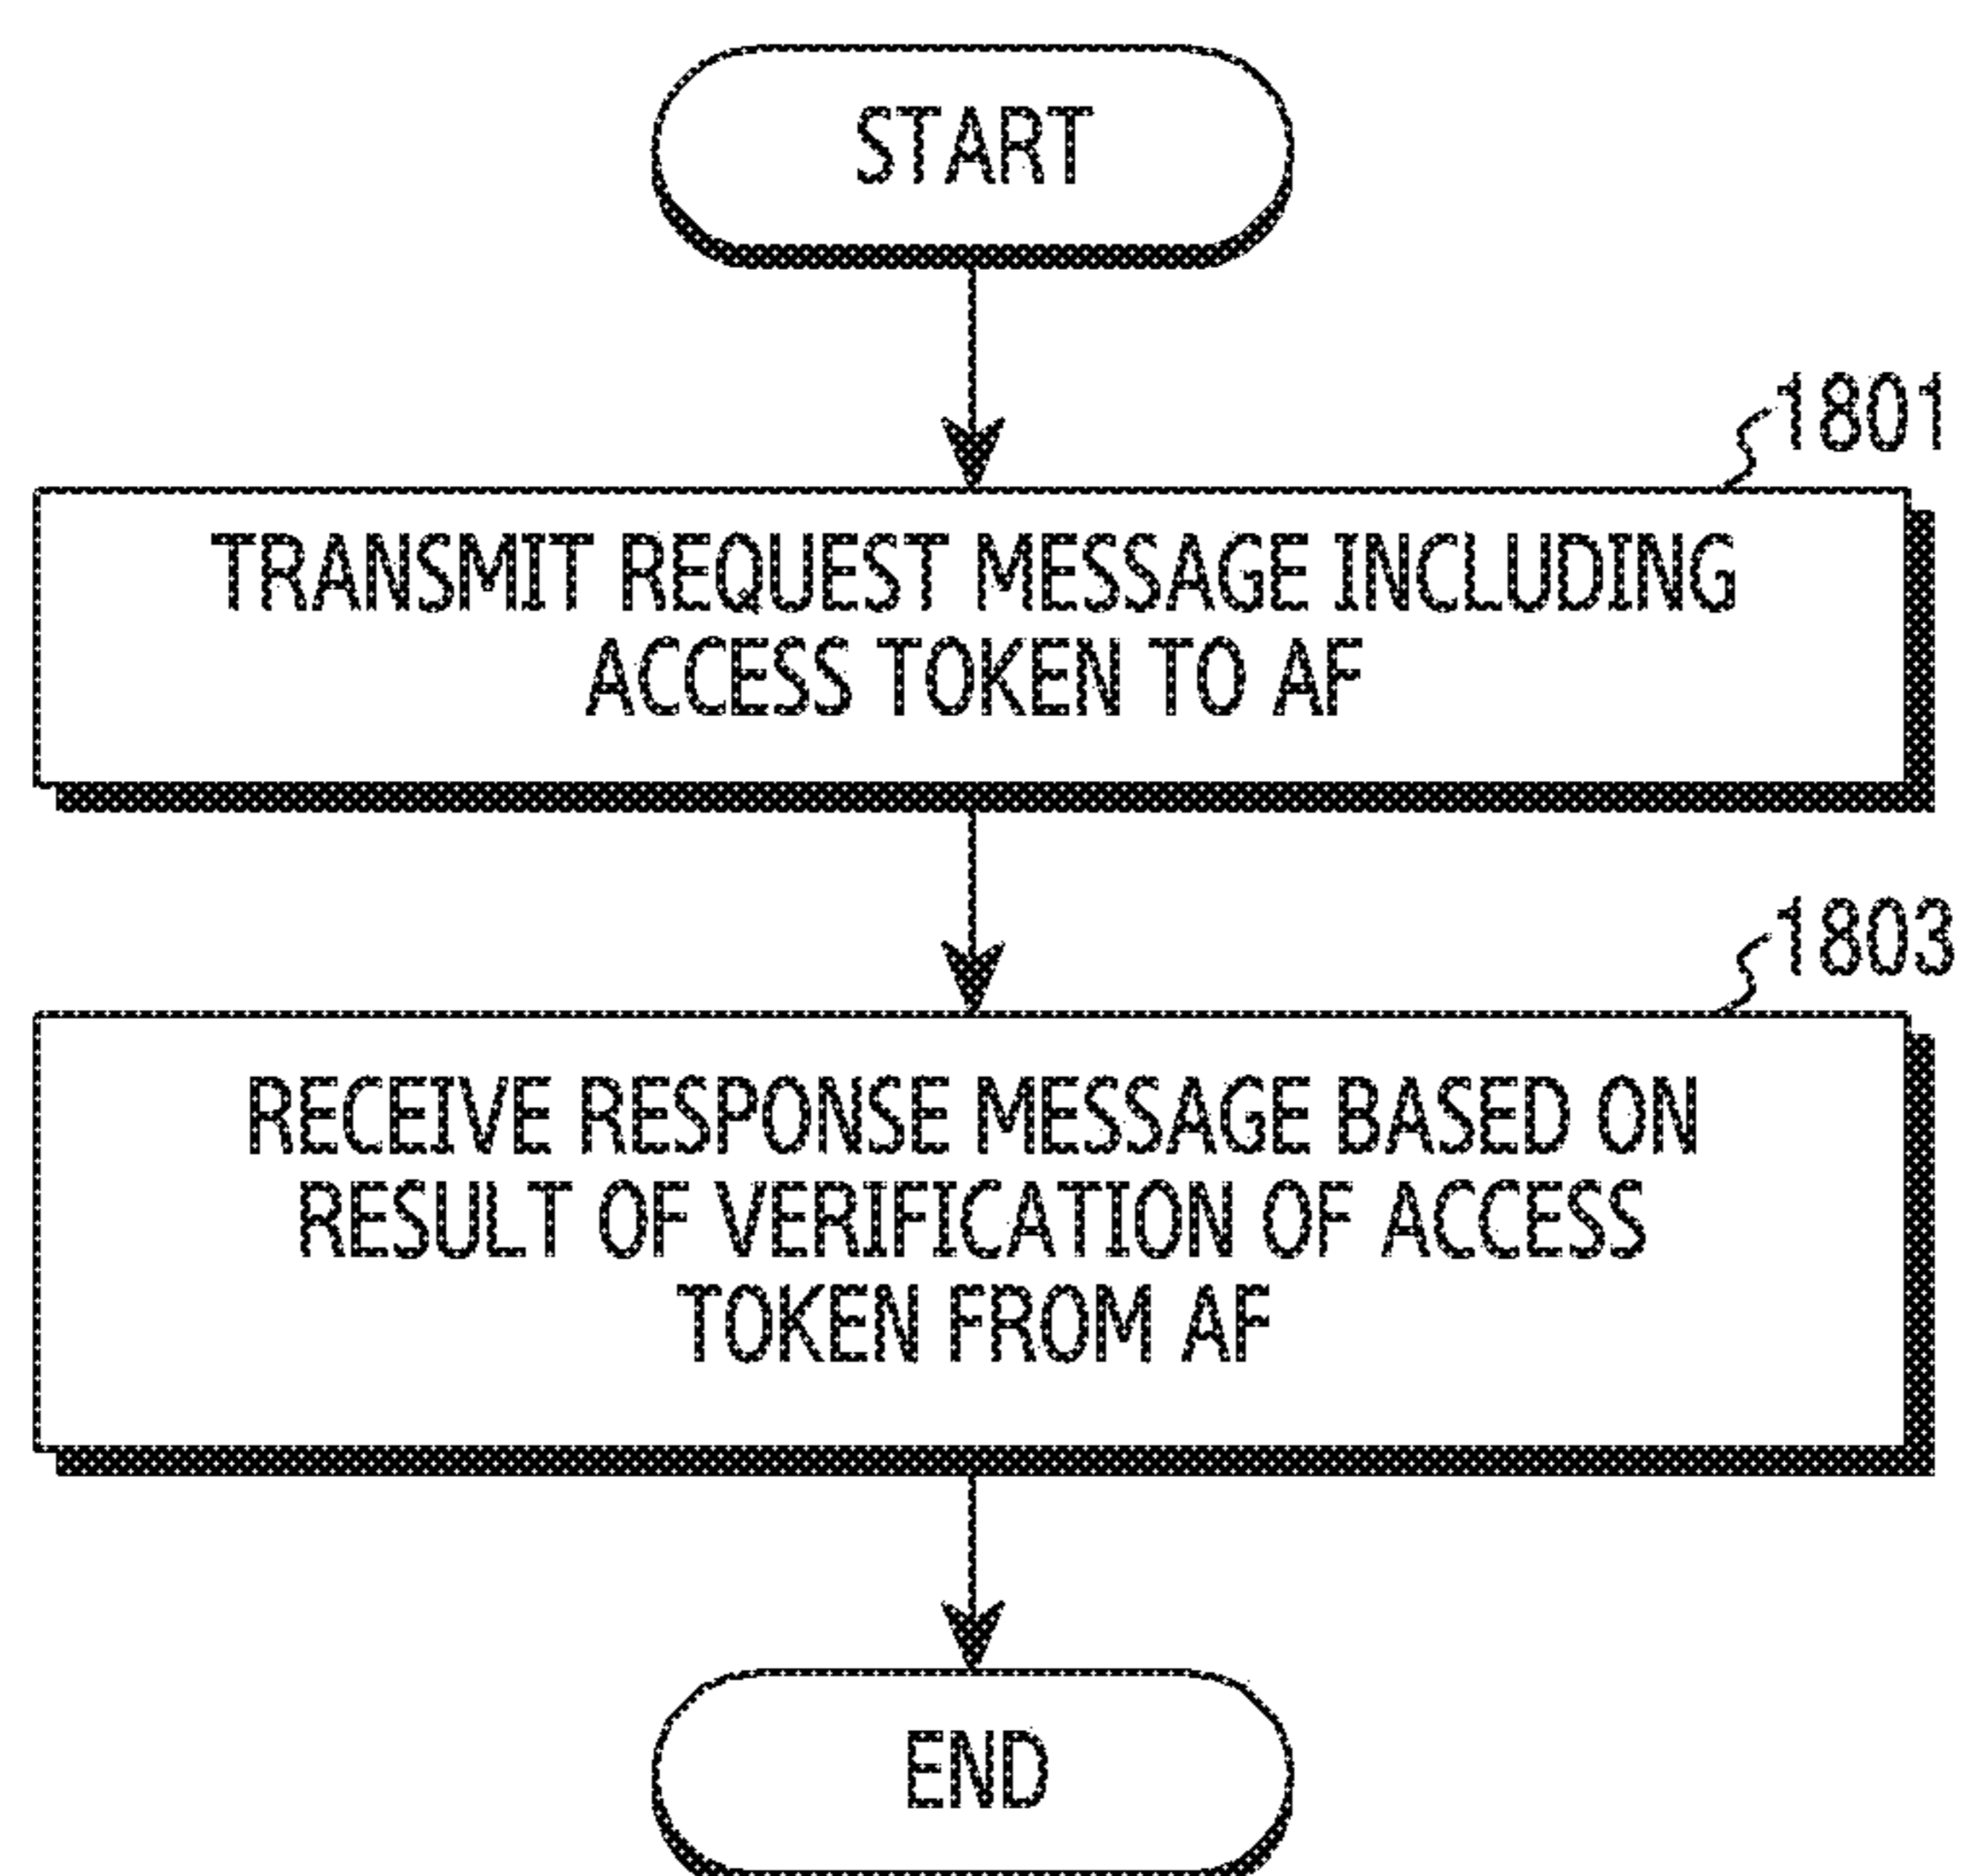 START
1801
TRANSMIT REQUEST MESSAGE INCLUDING
ACCESS TOKEN TO AF
1803
RECEIVE RESPONSE MESSAGE BASED ON
RESULT OF VERIFICATION OF ACCESS
TOKEN FROM AF
END